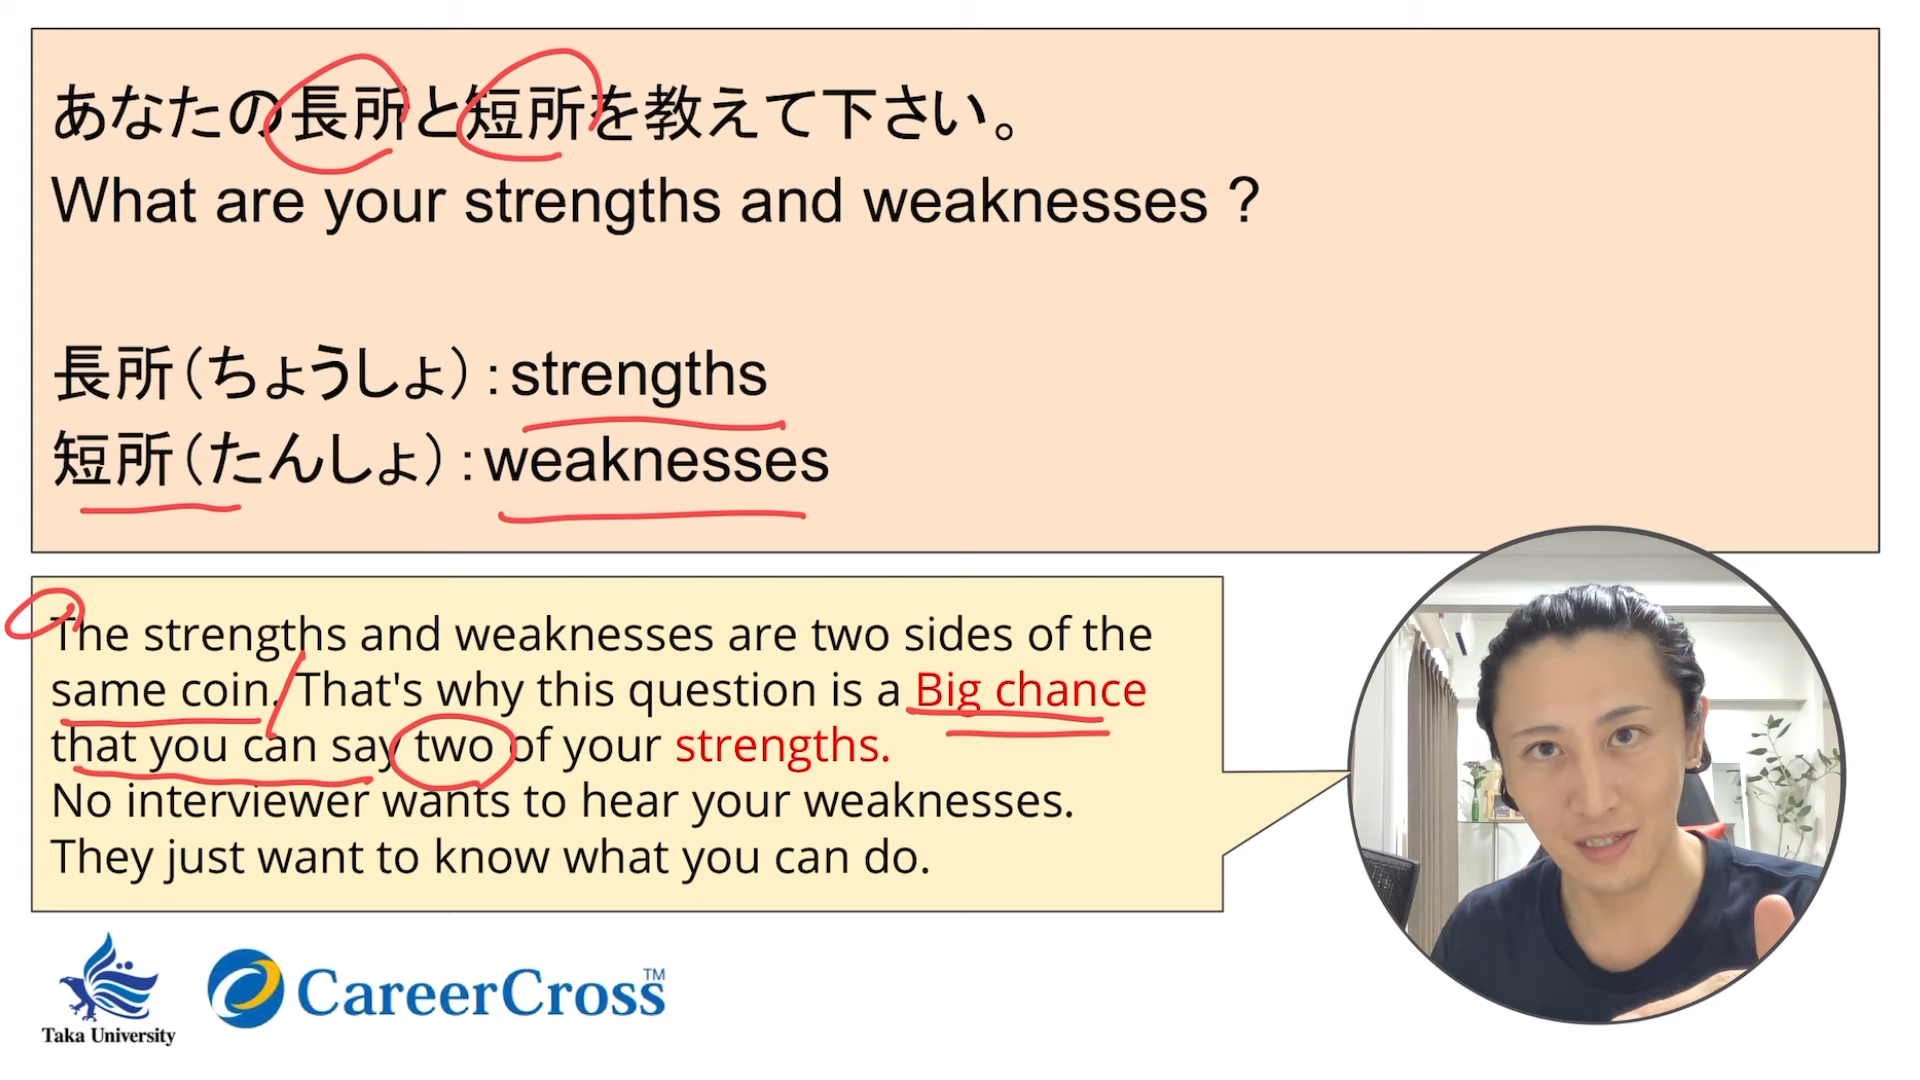 あなたの長所と短所を教えて下さい。
What are your strengths and weaknesses ?
長所（ちょうしょ）: strengths
短所（たんしょ）: weaknesses
The strengths and weaknesses are two sides of the
same coin. That's why this question is a Big chance
that you can say two of your strengths.
No interviewer wants to hear your weaknesses.
They just want to know what you can do.
Taka University
CareerCross™